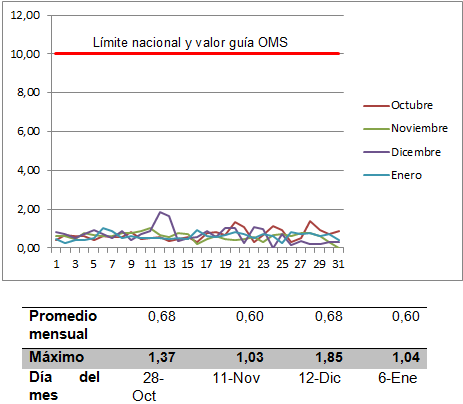 12,00
10,00
8,00
6,00
4,00
2,00
0,00
Límite nacional y valor guía OMS
Octubre
Noviembre
Dicembre
Enero
1 3 5 7 9 11 13 15 17 19 21 23 25 27 29 31
Promedio mensual 0,68 0,60 0,68 0,60
Máximo 1,37 1,03 1,85 1,04
Día del mes 28-Oct 11-Nov 12-Dic 6-Ene